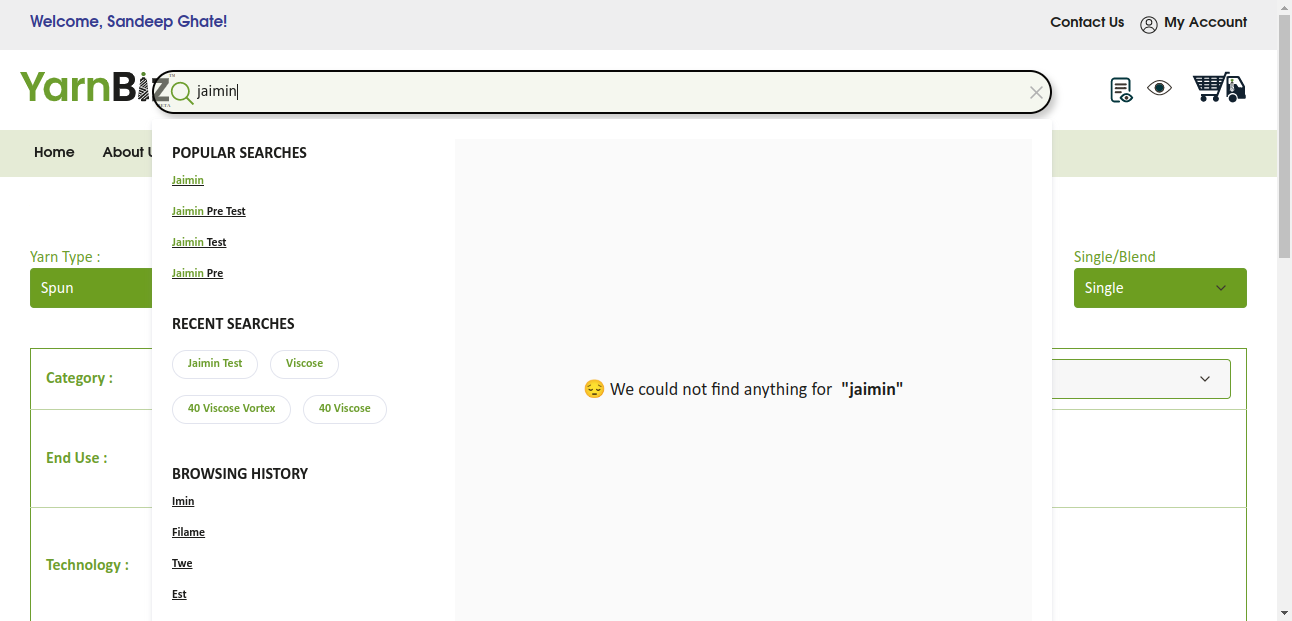 Welcome, Sandeep Ghate!
Contact Us
My Account
YarnBiz
TM
BETA
jaimin
Home
About U
POPULAR SEARCHES
Jaimin
Jaimin Pre Test
Jaimin Test
Jaimin Pre
RECENT SEARCHES
Jaimin Test
Viscose
40 Viscose Vortex
40 Viscose
BROWSING HISTORY
Imin
Filame
Twe
Est
😔 We could not find anything for "jaimin"
Yarn Type :
Spun
Single/Blend
Single
Category :
End Use :
Technology :